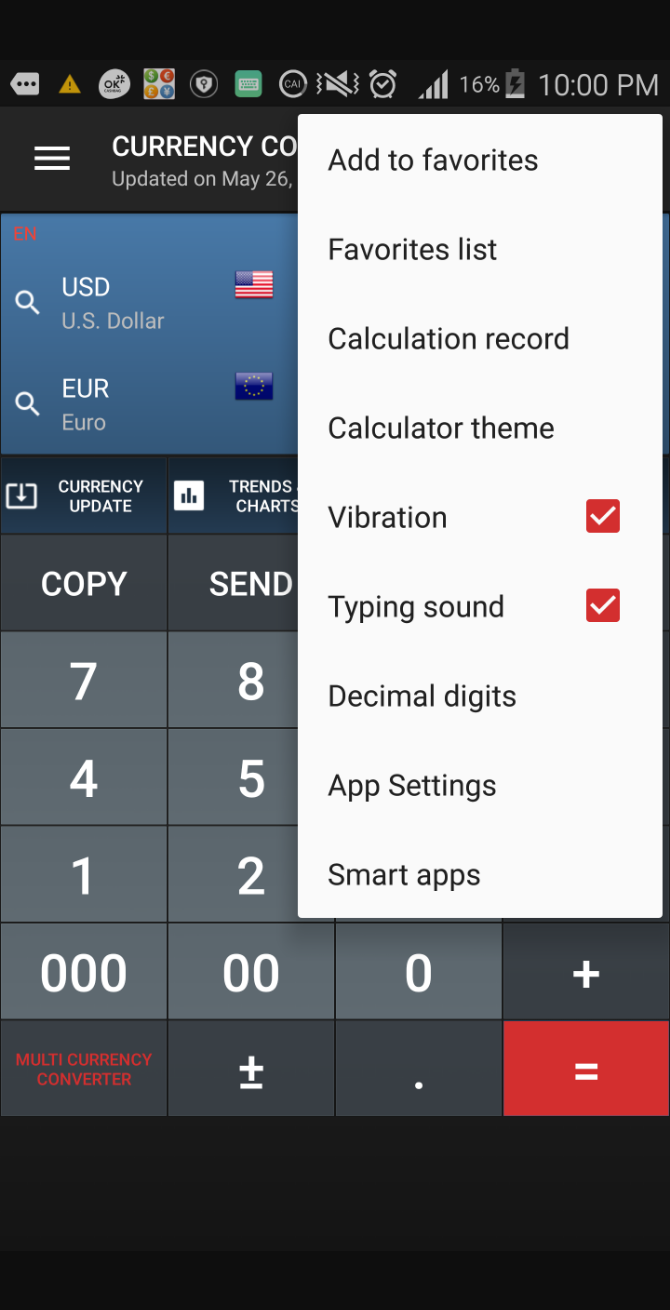 16% 10:00 PM
CURRENCY CO
Updated on May 26,
EN
USD
U.S. Dollar
EUR
Euro
CURRENCY
UPDATE
TRENDS
CHARTS
COPY
SEND
Add to favorites
Favorites list
Calculation record
Calculator theme
Vibration
Typing sound
Decimal digits
App Settings
Smart apps
7 8
4 5
1 2
000 00 0 +
MULTI CURRENCY
CONVERTER
± . =